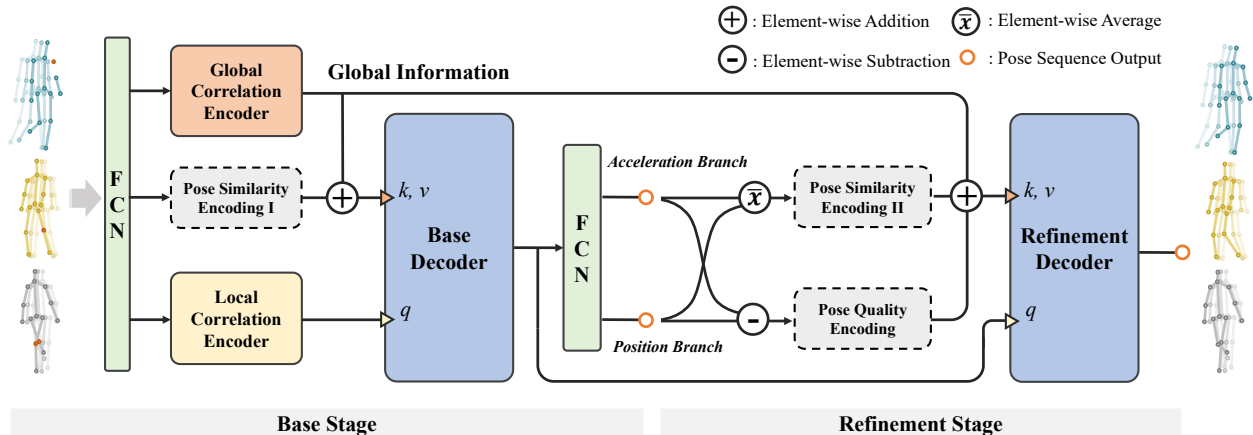 + : Element-wise Addition
x̄ : Element-wise Average
- : Element-wise Subtraction
: Pose Sequence Output
FCN
Global
Correlation
Encoder
Global Information
Pose Similarity
Encoding I
+
k, v
Local
Correlation
Encoder
q
Base
Decoder
FCN
Acceleration Branch
Position Branch
x̄
-
Pose Similarity
Encoding II
Pose Quality
Encoding
+
k, v
q
Refinement
Decoder
Base Stage
Refinement Stage